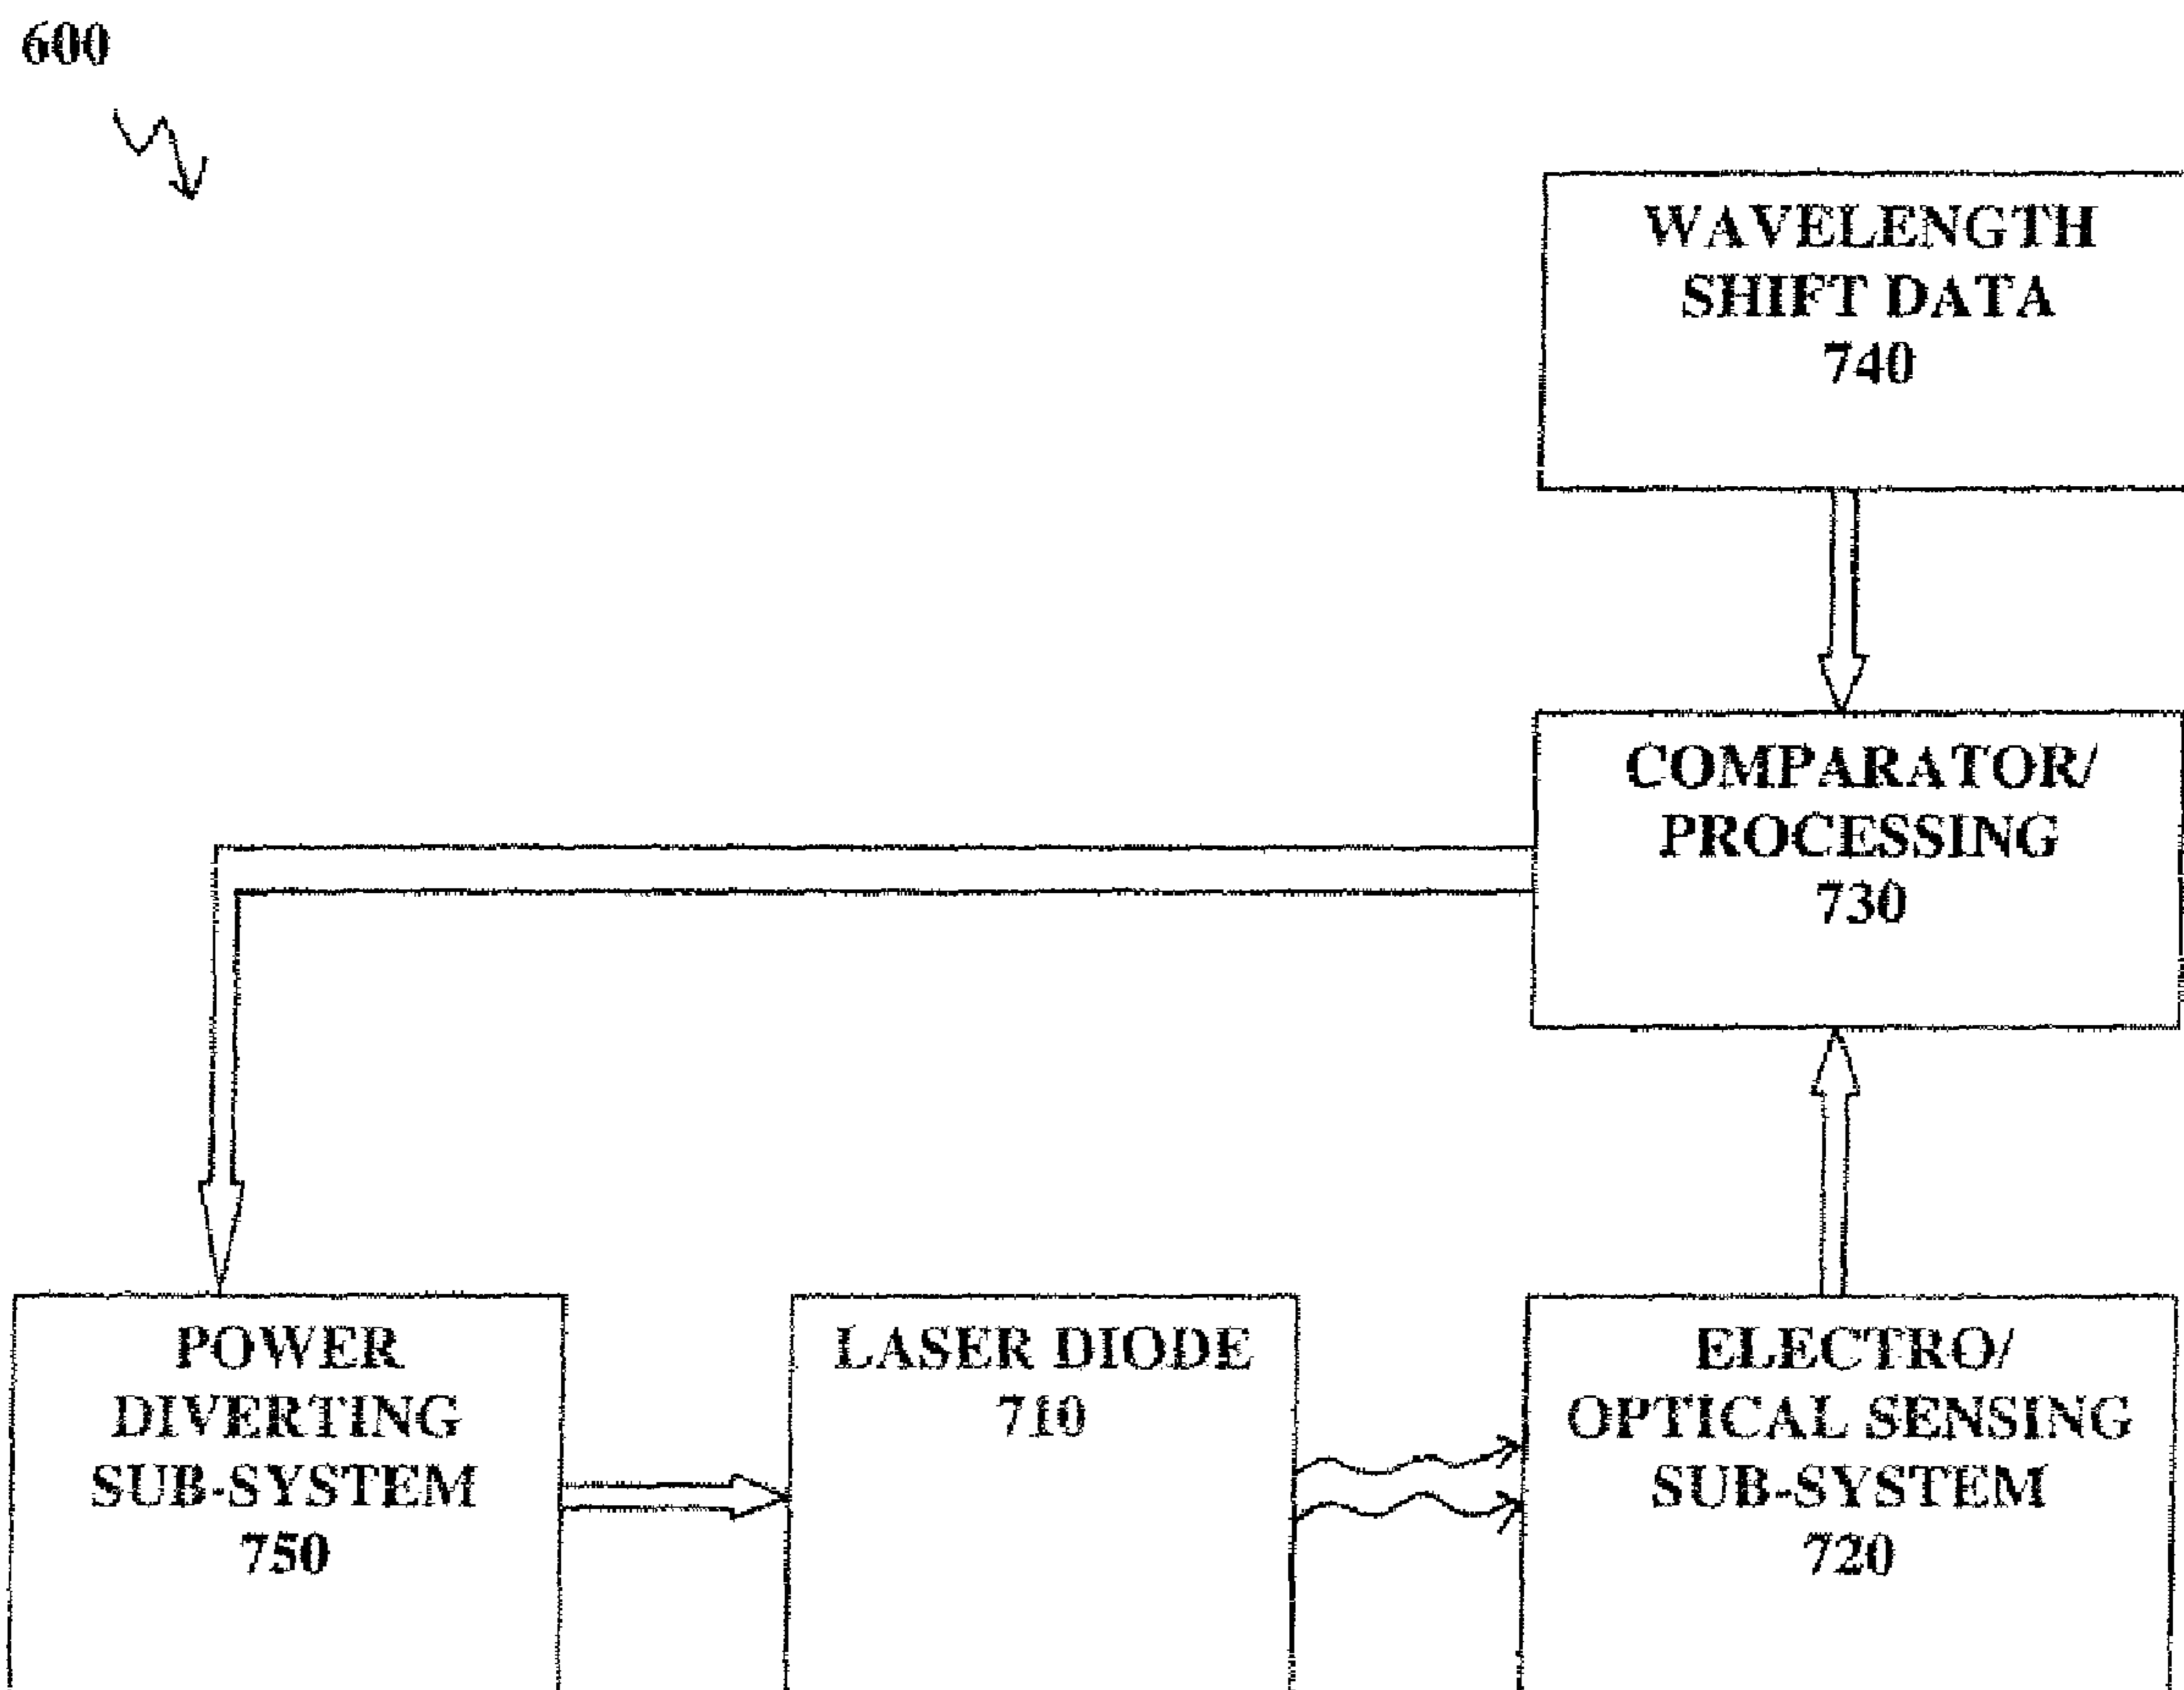 600
WAVELENGTH
SHIFT DATA
740
COMPARATOR/
PROCESSING
730
POWER
DIVERTING
SUB-SYSTEM
750
LASER DIODE
710
ELECTRO/
OPTICAL SENSING
SUB-SYSTEM
720